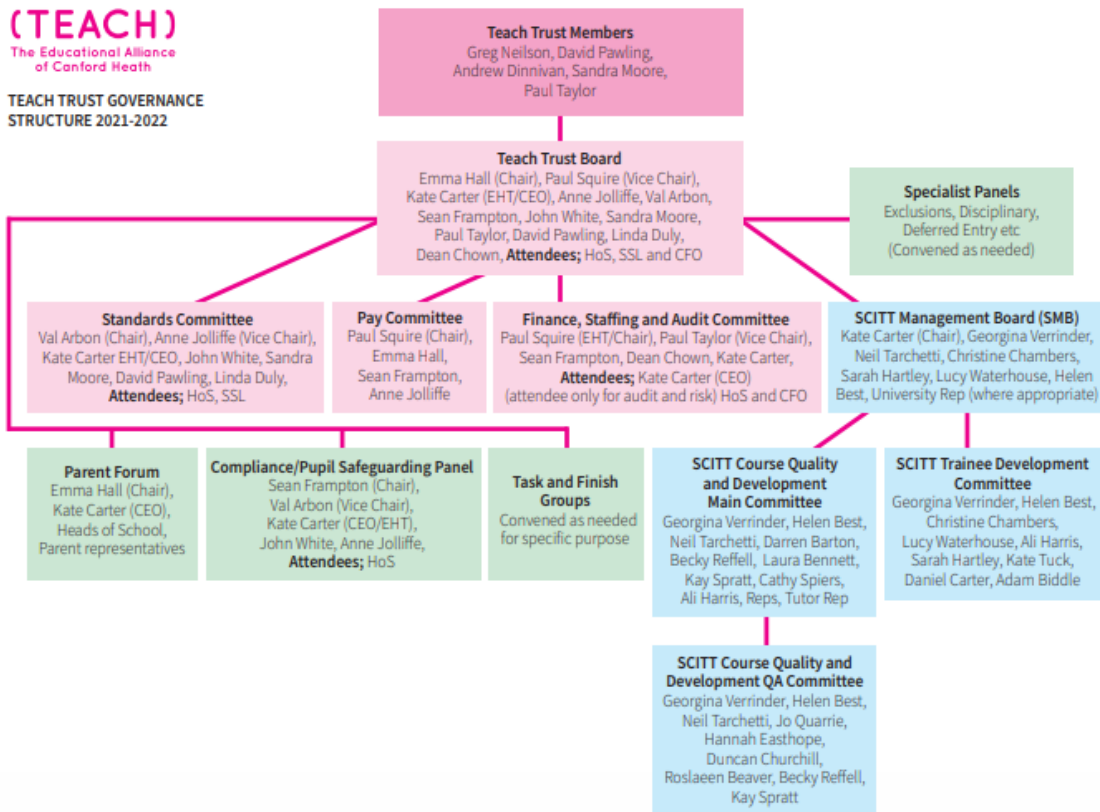 (TEACH)
The Educational Alliance
of Canford Heath
TEACH TRUST GOVERNANCE
STRUCTURE 2021-2022
Teach Trust Members
Greg Neilson, David Pawling,
Andrew Dinnivan, Sandra Moore,
Paul Taylor
Teach Trust Board
Emma Hall (Chair), Paul Squire (Vice Chair),
Kate Carter (EHT/CEO), Anne Jolliffe, Val Arbon,
Sean Frampton, John White, Sandra Moore,
Paul Taylor, David Pawling, Linda Duly,
Dean Chown, Attendees; HoS, SSL and CFO
Specialist Panels
Exclusions, Disciplinary,
Deferred Entry etc
(Convened as needed)
Standards Committee
Val Arbon (Chair), Anne Jolliffe (Vice Chair),
Kate Carter EHT/CEO, John White, Sandra
Moore, David Pawling, Linda Duly,
Attendees; HoS, SSL
Pay Committee
Paul Squire (Chair),
Emma Hall,
Sean Frampton,
Anne Jolliffe
Finance, Staffing and Audit Committee
Paul Squire (EHT/Chair), Paul Taylor (Vice Chair),
Sean Frampton, Dean Chown, Kate Carter,
Attendees; Kate Carter (CEO)
(attendee only for audit and risk) HoS and CFO
SCITT Management Board (SMB)
Kate Carter (Chair), Georgina Verrinder,
Neil Tarchetti, Christine Chambers,
Sarah Hartley, Lucy Waterhouse, Helen
Best, University Rep (where appropriate)
Parent Forum
Emma Hall (Chair),
Kate Carter (CEO),
Heads of School,
Parent representatives
Compliance/Pupil Safeguarding Panel
Sean Frampton (Chair),
Val Arbon (Vice Chair),
Kate Carter (CEO/EHT),
John White, Anne Jolliffe,
Attendees; HoS
Task and Finish
Groups
Convened as needed
for specific purpose
SCITT Course Quality
and Development
Main Committee
Georgina Verrinder, Helen Best,
Neil Tarchetti, Darren Barton,
Becky Reffell, Laura Bennett,
Kay Spratt, Cathy Spiers,
Ali Harris, Reps, Tutor Rep
SCITT Trainee Development
Committee
Georgina Verrinder, Helen Best,
Christine Chambers,
Lucy Waterhouse, Ali Harris,
Sarah Hartley, Kate Tuck,
Daniel Carter, Adam Biddle
SCITT Course Quality and
Development QA Committee
Georgina Verrinder, Helen Best,
Neil Tarchetti, Jo Quarrie,
Hannah Easthope,
Duncan Churchill,
Roslaeen Beaver, Becky Reffell,
Kay Spratt